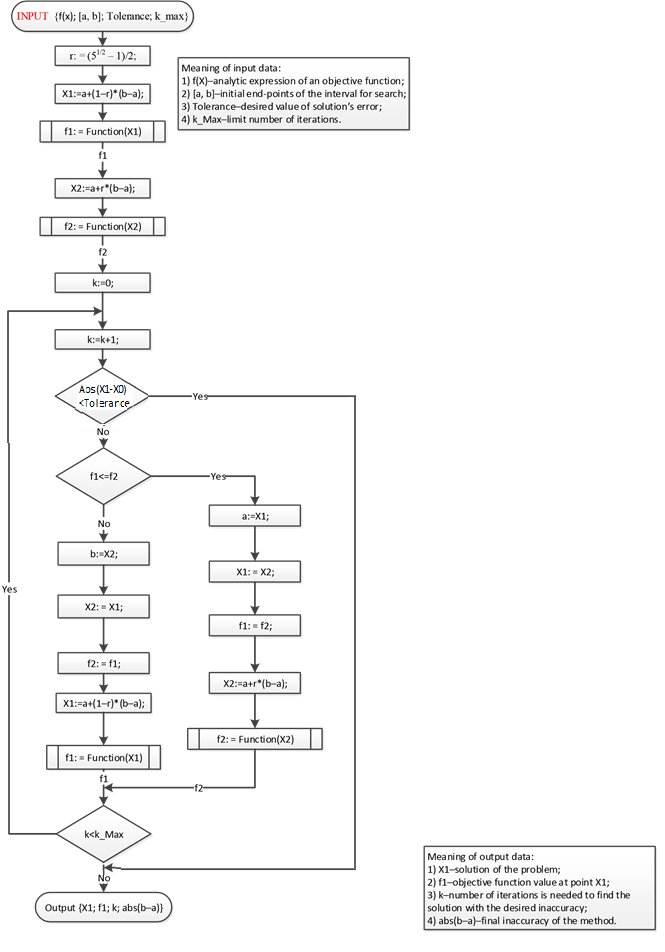 INPUT {f(x); [a, b]; Tolerance; k_max}
r: = (5^1/2 – 1)/2;
X1:=a+(1–r)*(b–a);
f1: = Function(X1)
f1
X2:=a+r*(b–a);
f2: = Function(X2)
f2
k:=0;
k:=k+1;
Abs(X1-X0)
<Tolerance
Yes
No
f1<=f2
Yes
No
a:=X1;
X1: = X2;
f1: = f2;
X2:=a+r*(b–a);
f2: = Function(X2)
f2
b:=X2;
X2: = X1;
f2: = f1;
X1:=a+(1–r)*(b–a);
f1: = Function(X1)
f1
k<k_Max
Yes
No
Output {X1; f1; k; abs(b–a)}
Meaning of input data:
1) f(X)–analytic expression of an objective function;
2) [a, b]–initial end-points of the interval for search;
3) Tolerance–desired value of solution's error;
4) k_Max–limit number of iterations.
Meaning of output data:
1) X1–solution of the problem;
2) f1–objective function value at point X1;
3) k–number of iterations is needed to find the
solution with the desired inaccuracy;
4) abs(b–a)–final inaccuracy of the method.